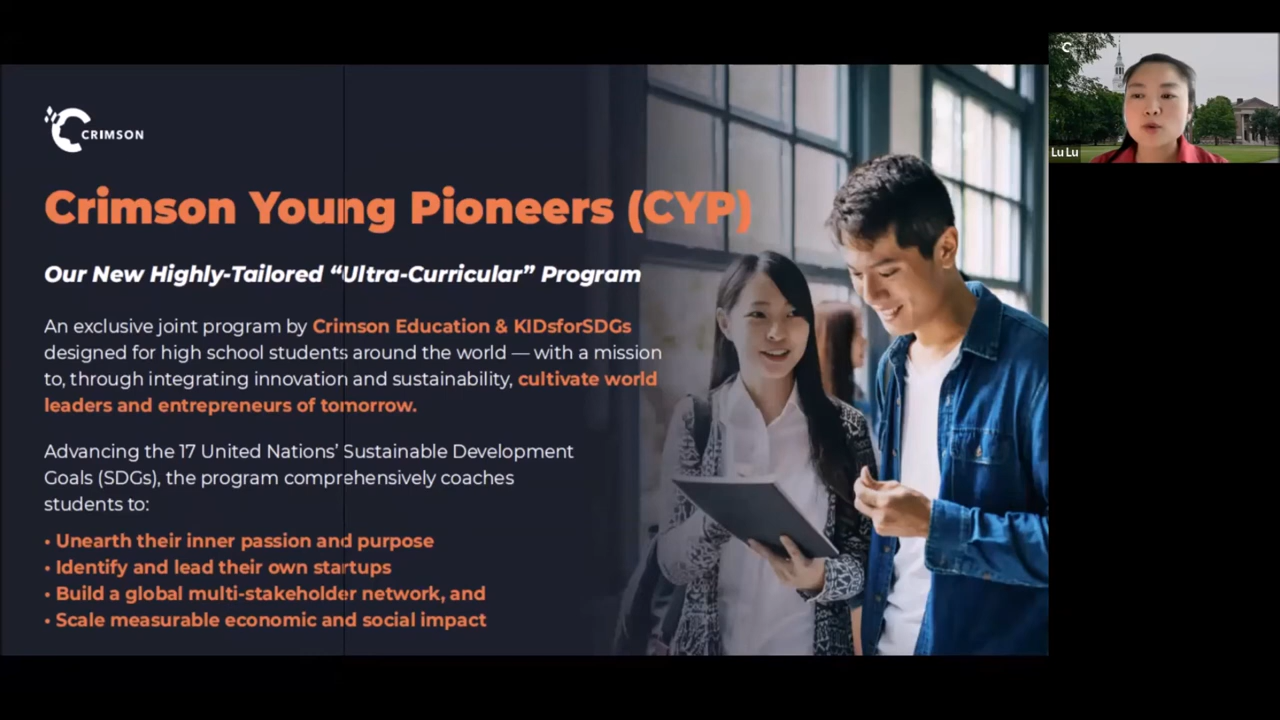 CRIMSON
Crimson Young Pioneers (CYP)
Our New Highly-Tailored “Ultra-Curricular” Program
An exclusive joint program by Crimson Education & KIDsforSDGs
designed for high school students around the world — with a mission
to, through integrating innovation and sustainability, cultivate world
leaders and entrepreneurs of tomorrow.
Advancing the 17 United Nations’ Sustainable Development
Goals (SDGs), the program comprehensively coaches
students to:
• Unearth their inner passion and purpose
• Identify and lead their own startups
• Build a global multi-stakeholder network, and
• Scale measurable economic and social impact
Lu Lu